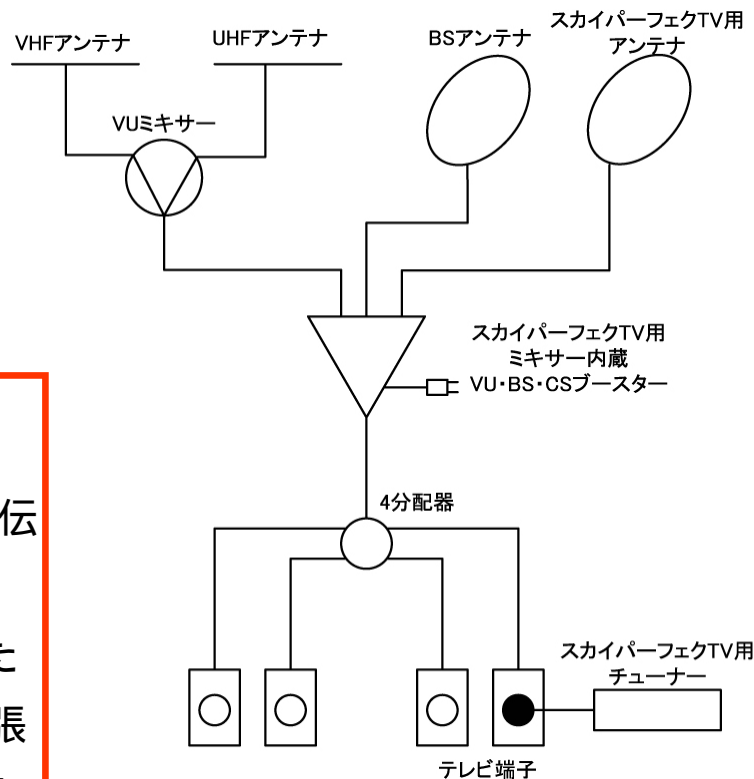 VHFアンテナ
UHFアンテナ
BSアンテナ
スカイパーフェクTV用
アンテナ
VUミキサー
スカイパーフェクTV用
ミキサー内蔵
VU・BS・CSブースター
伝
た
張
4分配器
スカイパーフェクTV用
チューナー
テレビ端子